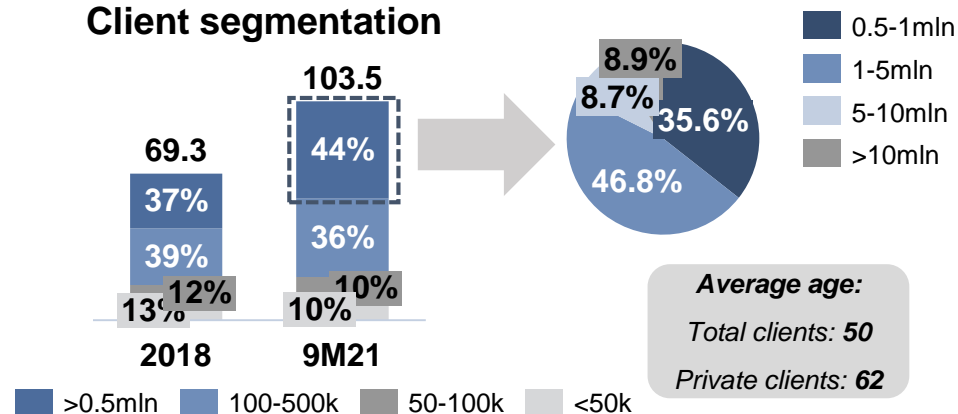 Client segmentation
69.3
37%
39%
12%
13%
2018
103.5
44%
36%
10%
10%
9M21
>0.5mln
100-500k
50-100k
<50k
8.9%
8.7%
35.6%
46.8%
0.5-1mln
1-5mln
5-10mln
>10mln
Average age:
Total clients: 50
Private clients: 62